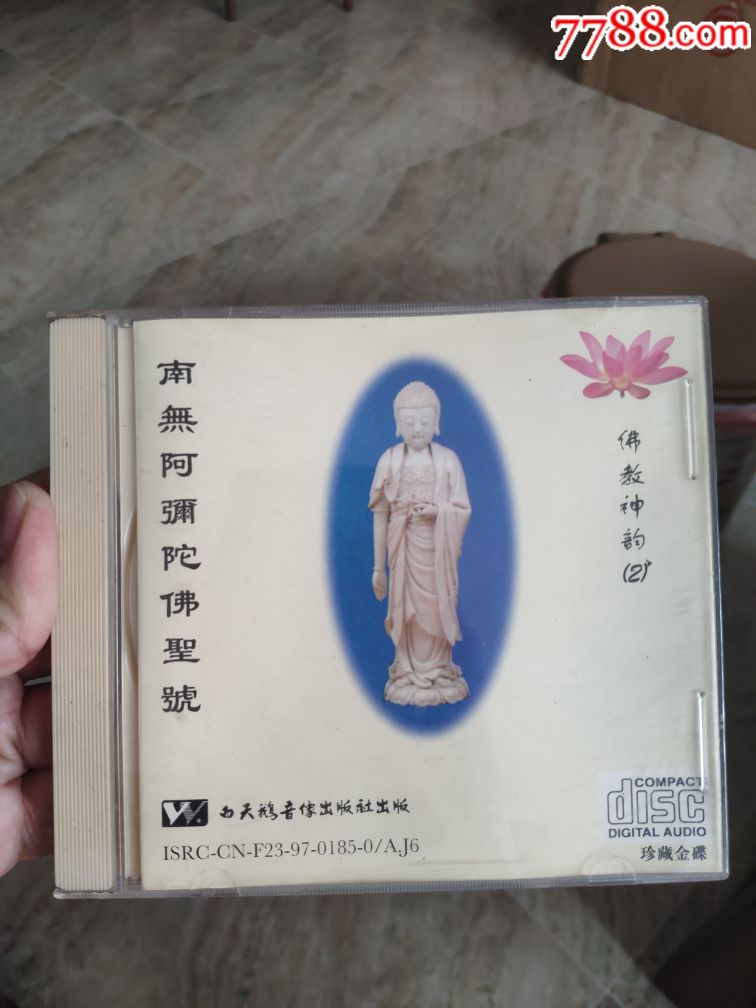 7788.com
南無阿彌陀佛聖號
佛教神韵(2)
白天鵝音像出版社出版
ISRC-CN-F23-97-0185-0/A.J6
COMPACT
disc
DIGITAL AUDIO
珍藏金碟